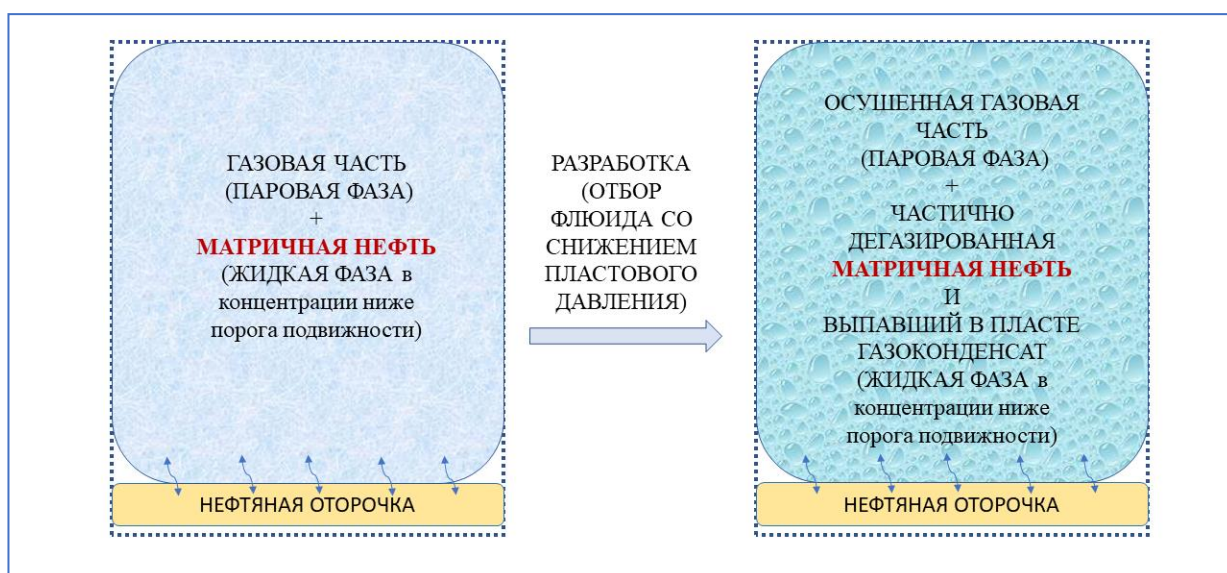 ГАЗОВАЯ ЧАСТЬ
(ПАРОВАЯ ФАЗА)
+
МАТРИЧНАЯ НЕФТЬ
(ЖИДКАЯ ФАЗА в
концентрации ниже
порога подвижности)
НЕФТЯНАЯ ОТОРОЧКА
РАЗРАБОТКА
(ОТБОР
ФЛЮИДА СО
СНИЖЕНИЕМ
ПЛАСТОВОГО
ДАВЛЕНИЯ)
ОСУШЕННАЯ ГАЗОВАЯ
ЧАСТЬ
(ПАРОВАЯ ФАЗА)
+
ЧАСТИЧНО
ДЕГАЗИРОВАННАЯ
МАТРИЧНАЯ НЕФТЬ
И
ВЫПАВШИЙ В ПЛАСТЕ
ГАЗОКОНДЕНСАТ
(ЖИДКАЯ ФАЗА в
концентрации ниже
порога подвижности)
НЕФТЯНАЯ ОТОРОЧКА